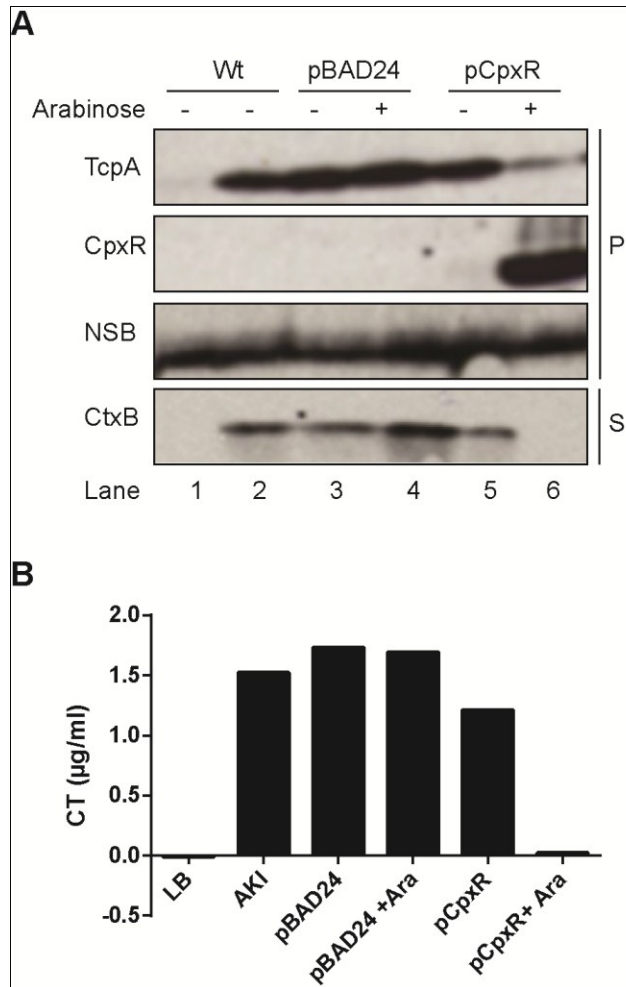 A
Wt pBAD24 pCpxR
Arabinose - - - + - +
TcpA
CpxR
P
NSB
CtxB
S
Lane 1 2 3 4 5 6
B
CT (µg/ml)
2.0
1.5
1.0
0.5
0.0
-0.5
LB AKI pBAD24 pBAD24 +Ara pCpxR pCpxR+ Ara